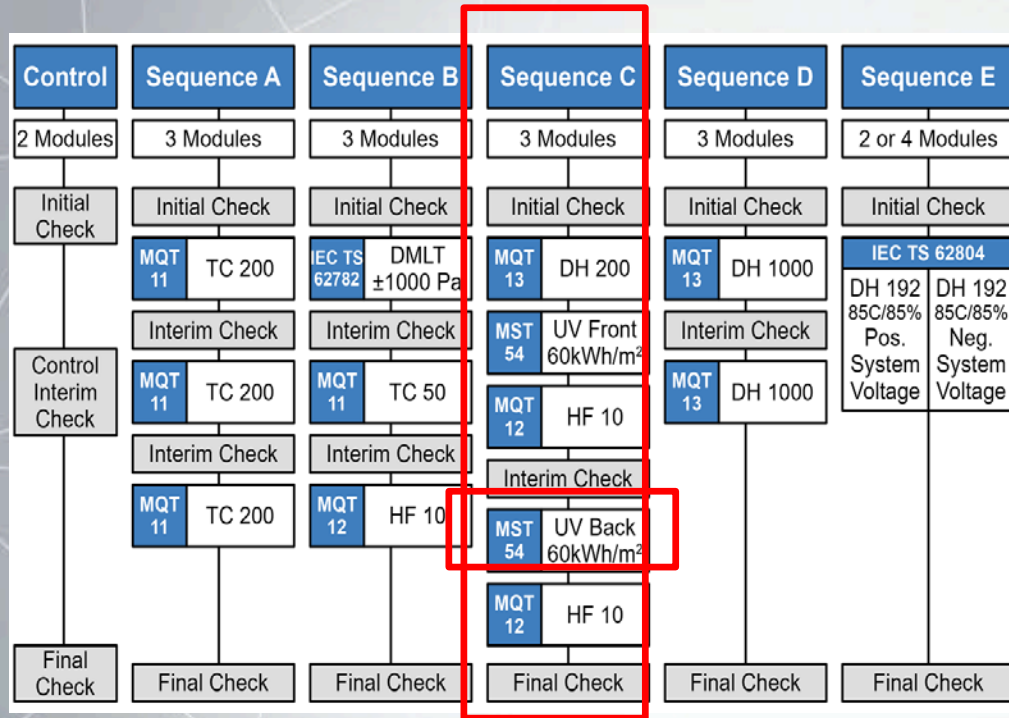 Control
2 Modules
Initial
Check
Control
Interim
Check
Final
Check
Sequence A
3 Modules
Initial Check
MQT
11
TC 200
Interim Check
MQT
11
TC 200
Interim Check
MQT
11
TC 200
Final Check
Sequence B
3 Modules
Initial Check
IEC TS
62782
DMLT
±1000 Pa
Interim Check
MQT
11
TC 50
Interim Check
MQT
12
HF 10
Final Check
Sequence C
3 Modules
Initial Check
MQT
13
DH 200
MST
54
UV Front
60kWh/m²
MQT
12
HF 10
Interim Check
MST
54
UV Back
60kWh/m²
MQT
12
HF 10
Final Check
Sequence D
3 Modules
Initial Check
MQT
13
DH 1000
Interim Check
MQT
13
DH 1000
Final Check
Sequence E
2 or 4 Modules
Initial Check
IEC TS 62804
DH 192
85C/85%
Pos.
System
Voltage
DH 192
85C/85%
Neg.
System
Voltage
Final Check